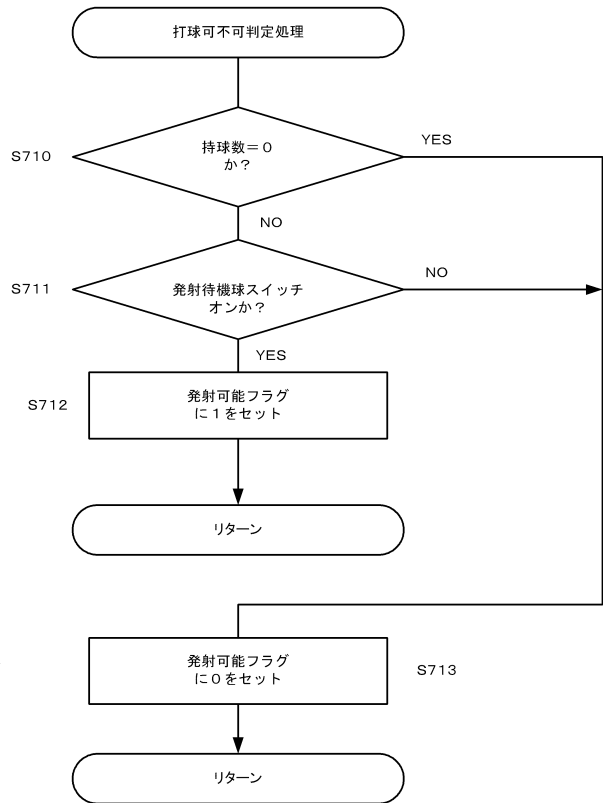 打球可不可判定処理
S710
持球数＝０
か？
YES
NO
S711
発射待機球スイッチ
オンか？
NO
YES
S712
発射可能フラグ
に１をセット
リターン
発射可能フラグ
に０をセット
S713
リターン